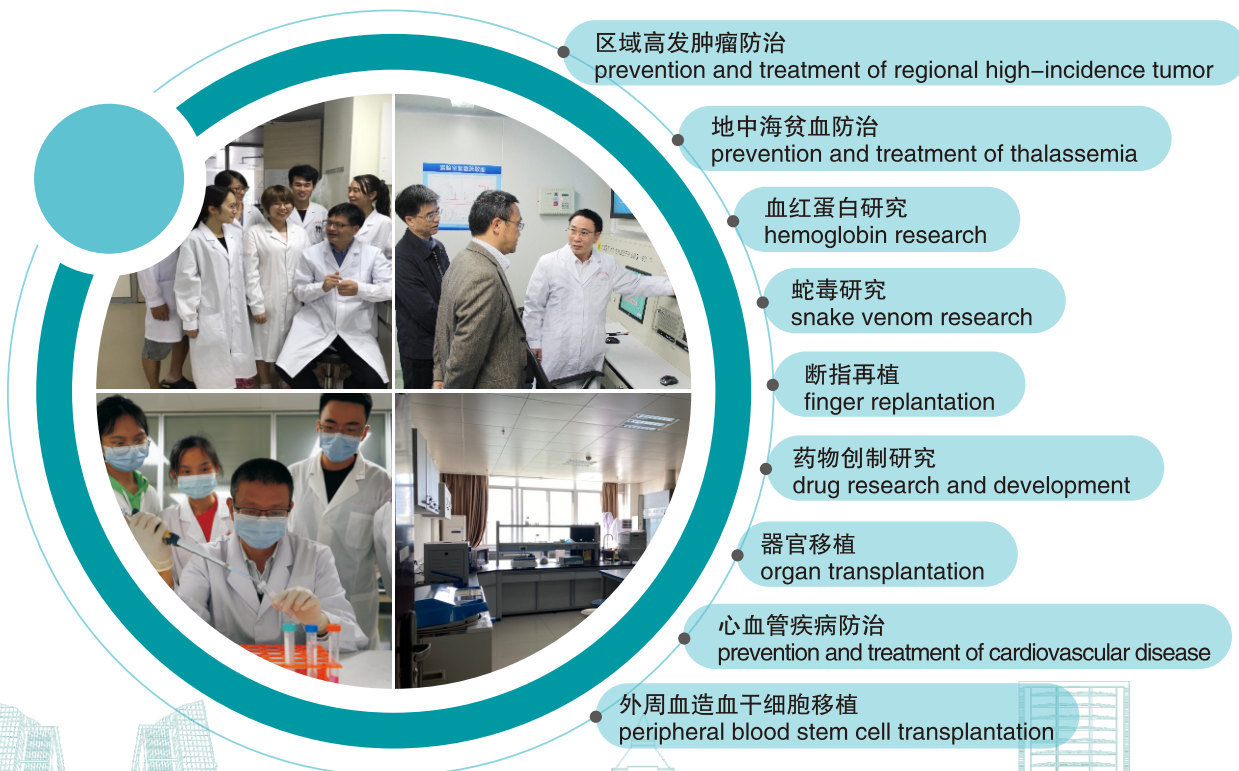 区域高发肿瘤防治
prevention and treatment of regional high–incidence tumor
地中海贫血防治
prevention and treatment of thalassemia
血红蛋白研究
hemoglobin research
蛇毒研究
snake venom research
断指再植
finger replantation
药物创制研究
drug research and development
器官移植
organ transplantation
心血管疾病防治
prevention and treatment of cardiovascular disease
外周血造血干细胞移植
peripheral blood stem cell transplantation